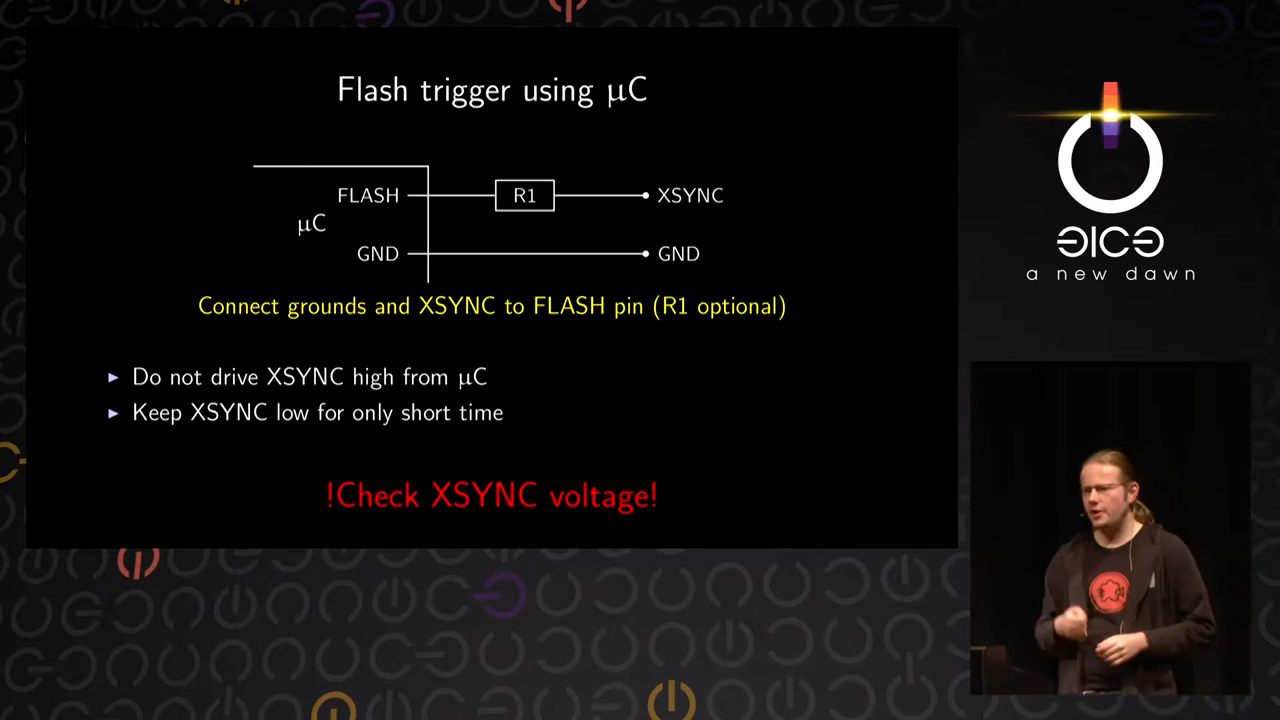 Flash trigger using µC
FLASH
R1
XSYNC
µC
GND
GND
Connect grounds and XSYNC to FLASH pin (R1 optional)
▶ Do not drive XSYNC high from µC
▶ Keep XSYNC low for only short time
!Check XSYNC voltage!
a new dawn